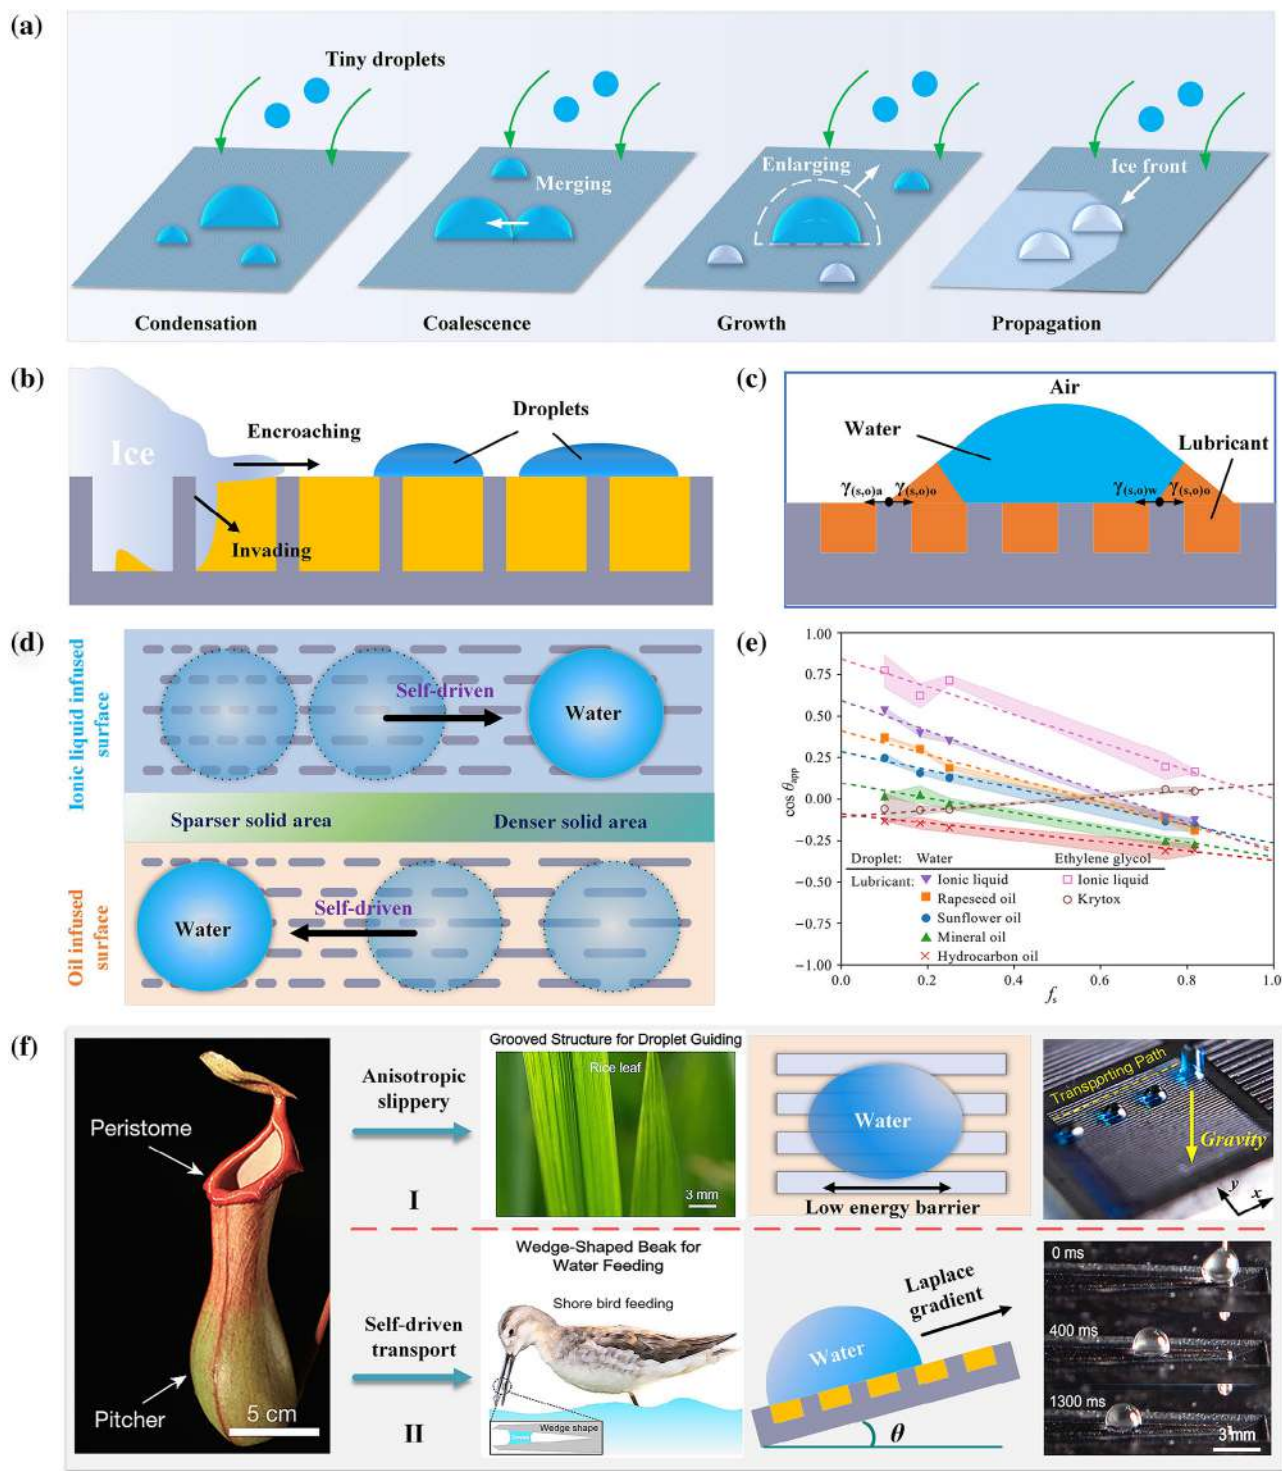 (a)
Tiny droplets
Merging
Enlarging
Ice front
Condensation
Coalescence
Growth
Propagation
(b)
Ice
Encroaching
Droplets
Invading
(c)
Air
Water
Lubricant
γ(s,o)a
γ(s,o)o
γ(s,o)w
γ(s,o)o
(d)
Ionic liquid infused
surface
Self-driven
Water
Sparser solid area
Denser solid area
Oil infused
surface
Water
Self-driven
(e)
cos θapp
1.00
0.75
0.50
0.25
0.00
−0.25
−0.50
−0.75
−1.00
Droplet: Water Ethylene glycol
Lubricant: Ionic liquid Ionic liquid
Rapeseed oil Krytox
Sunflower oil
Mineral oil
Hydrocarbon oil
0.0 0.2 0.4 0.6 0.8 1.0
fs
(f)
Peristome
Pitcher
5 cm
Anisotropic
slippery
I
Grooved Structure for Droplet Guiding
Rice leaf
3 mm
Water
Low energy barrier
Transporting Path
Gravity
y
x
Self-driven
transport
II
Wedge-Shaped Beak for
Water Feeding
Shore bird feeding
Wedge shape
Water
Laplace
gradient
θ
0 ms
400 ms
1300 ms
3 mm